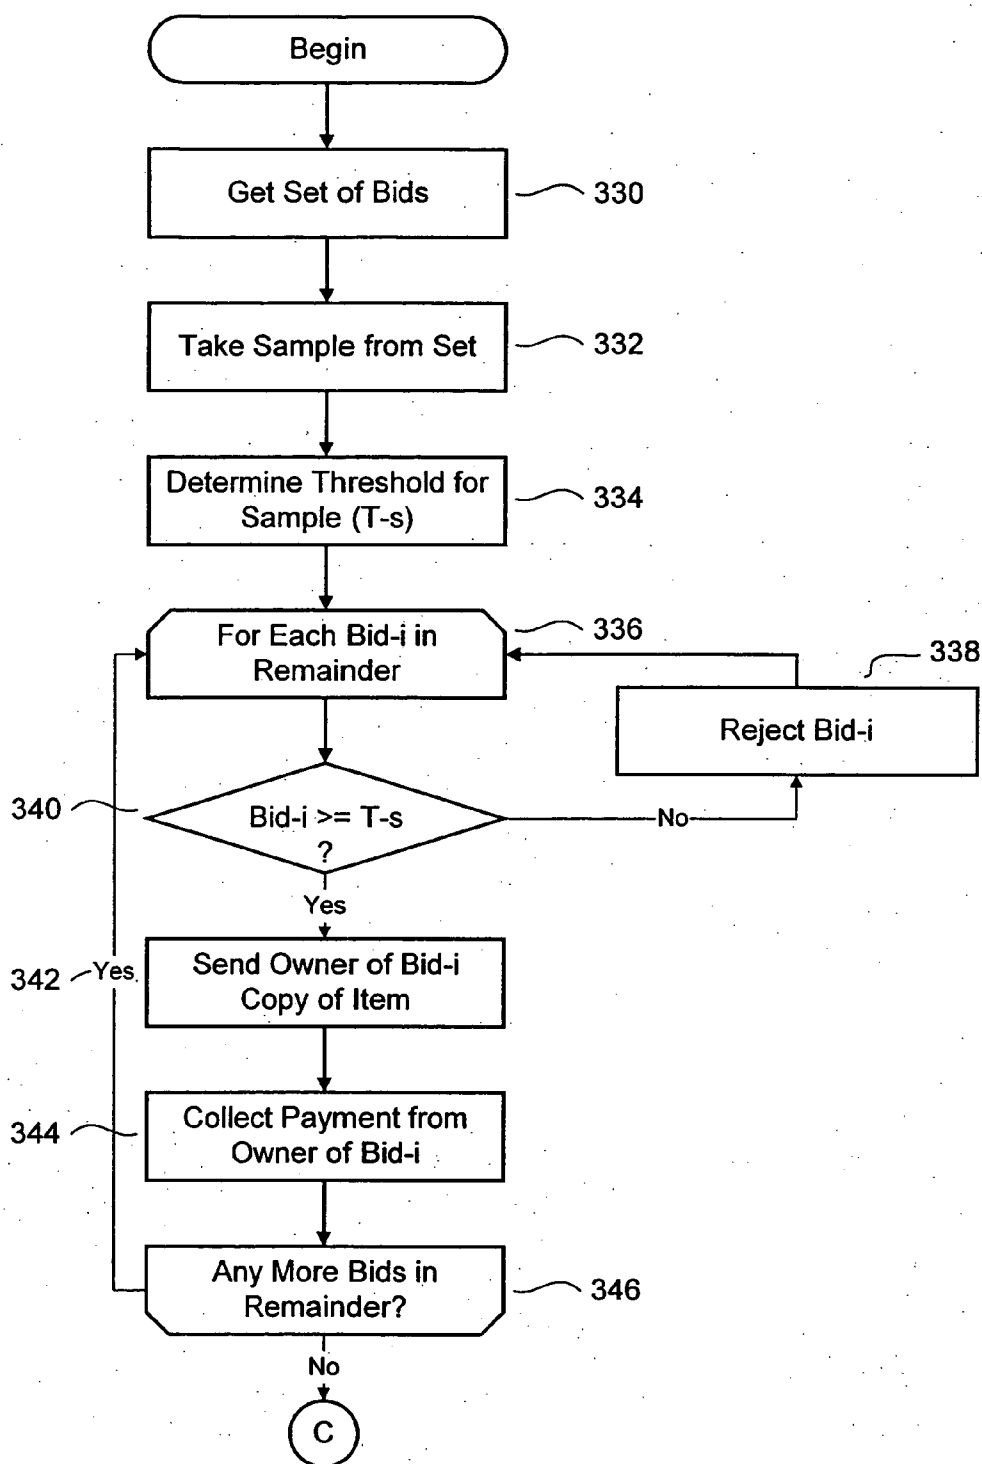 Begin
Get Set of Bids
330
Take Sample from Set
332
Determine Threshold for
Sample (T-s)
334
For Each Bid-i in
Remainder
336
338
Reject Bid-i
340
Bid-i >= T-s
?
No
Yes
342
Yes
Send Owner of Bid-i
Copy of Item
344
Collect Payment from
Owner of Bid-i
Any More Bids in
Remainder?
346
No
C